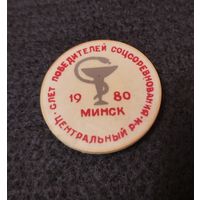 СЛЕТ ПОБЕДИТЕЛЕЙ СОЦСОРЕВНОВАНИЯ
19 80
МИНСК
ЦЕНТРАЛЬНЫЙ Р-Н